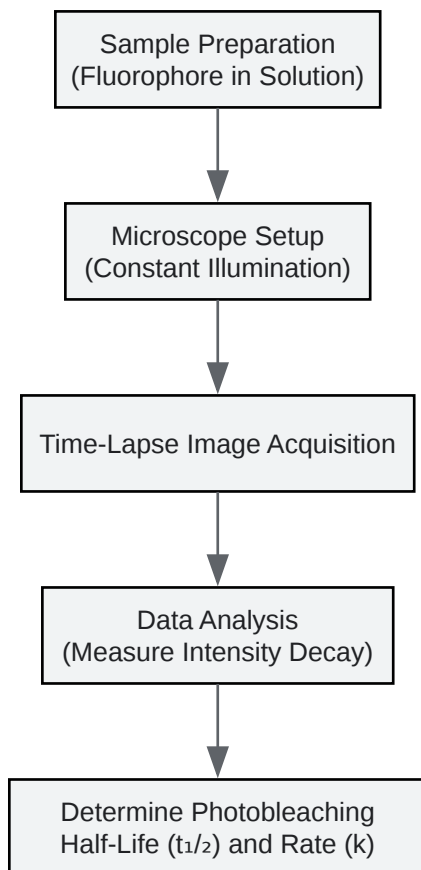 Sample Preparation
(Fluorophore in Solution)
Microscope Setup
(Constant Illumination)
Time-Lapse Image Acquisition
Data Analysis
(Measure Intensity Decay)
Determine Photobleaching
Half-Life (t₁/₂) and Rate (k)